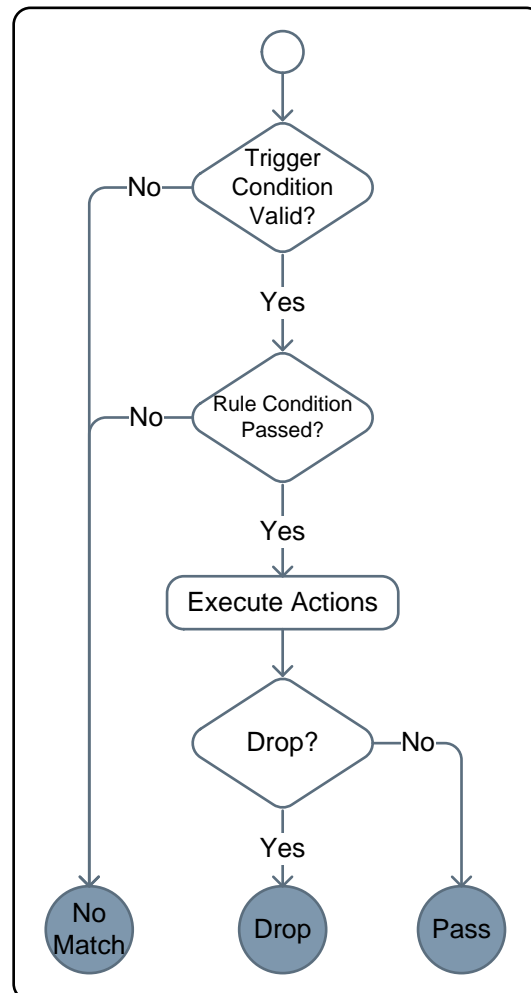 Trigger
Condition
Valid?
No
Yes
Rule Condition
Passed?
No
Yes
Execute Actions
Drop?
No
Yes
No
Match
Drop
Pass